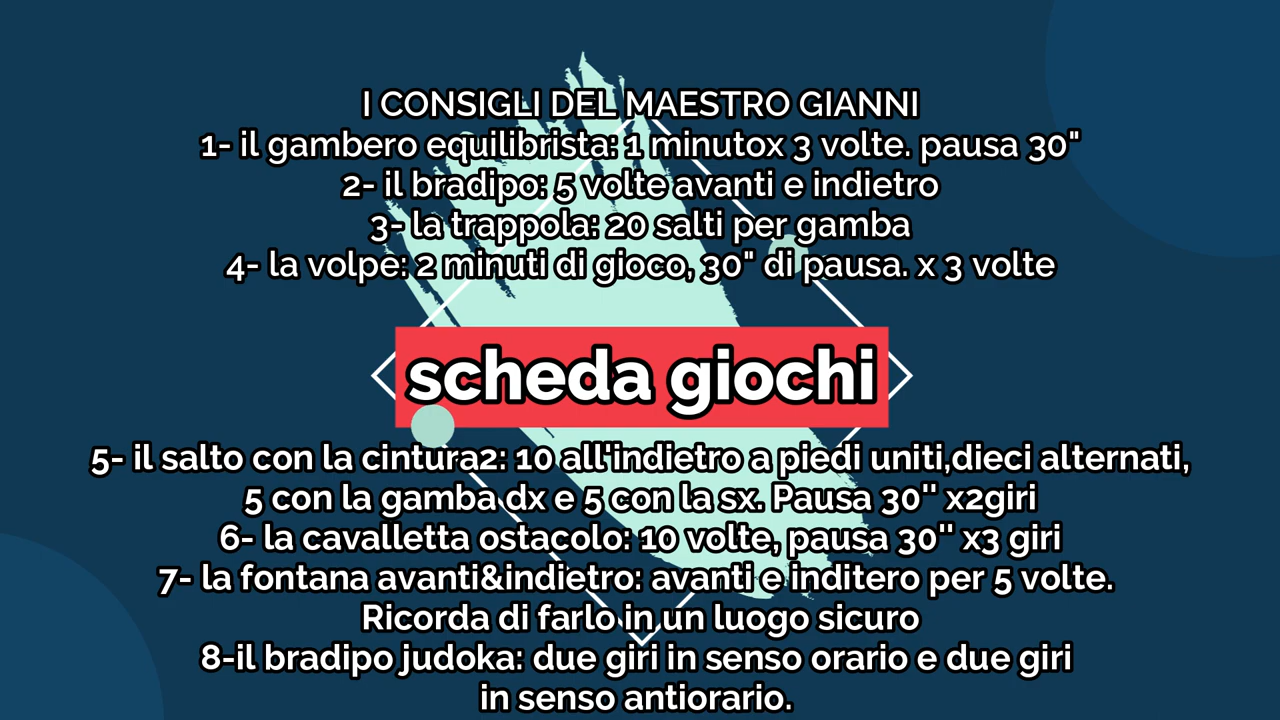 I CONSIGLI DEL MAESTRO GIANNI
1- il gambero equilibrista: 1 minutox 3 volte. pausa 30"
2- il bradipo: 5 volte avanti e indietro
3- la trappola: 20 salti per gamba
4- la volpe: 2 minuti di gioco, 30" di pausa. x 3 volte
scheda giochi
5- il salto con la cintura2: 10 all'indietro a piedi uniti,dieci alternati,
5 con la gamba dx e 5 con la sx. Pausa 30'' x2giri
6- la cavalletta ostacolo: 10 volte, pausa 30'' x3 giri
7- la fontana avanti&indietro: avanti e inditero per 5 volte.
Ricorda di farlo in un luogo sicuro
8-il bradipo judoka: due giri in senso orario e due giri
in senso antiorario.